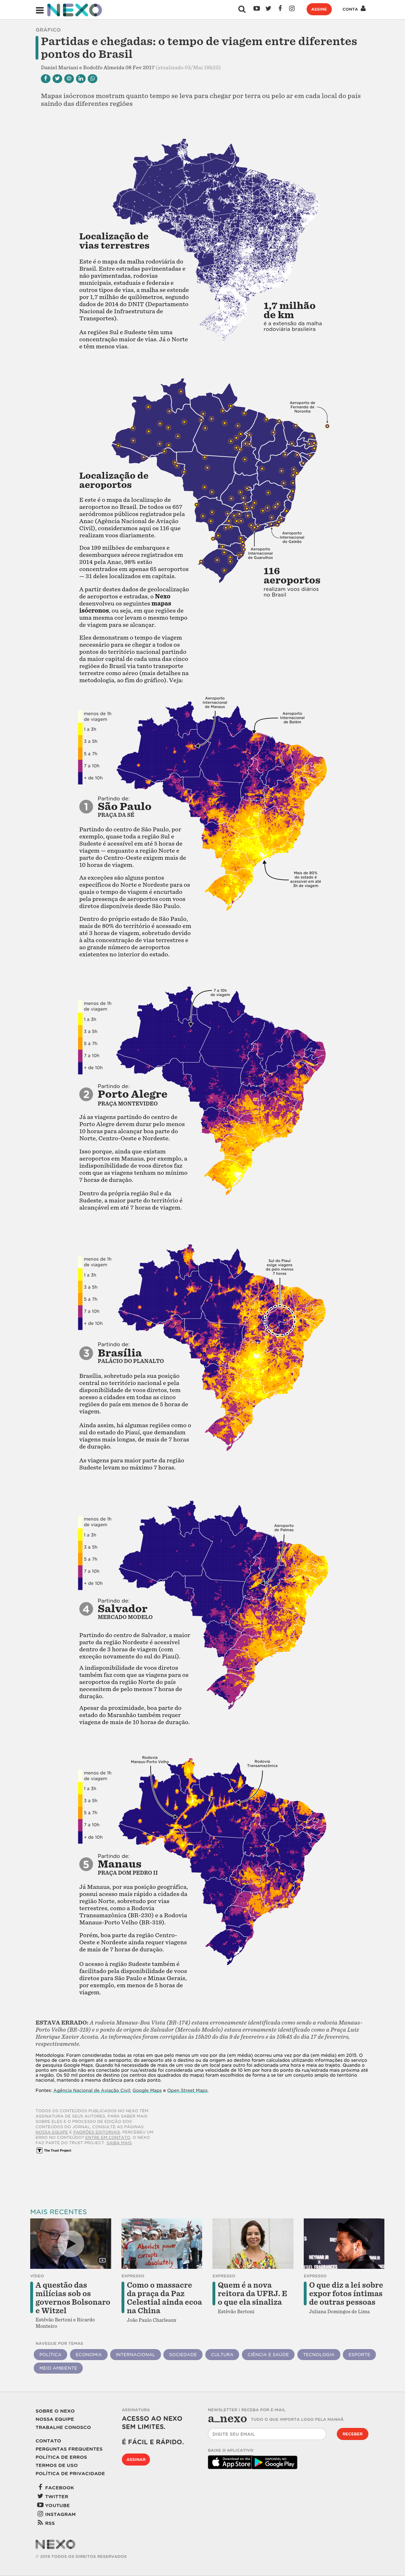 NEXO
ASSINE
CONTA
GRÁFICO
Partidas e chegadas: o tempo de viagem entre diferentes
pontos do Brasil
Daniel Mariani e Rodolfo Almeida 08 Fev 2017
Mapas isócronos mostram quanto tempo se leva para chegar por terra ou pelo ar em cada local do país
saindo das diferentes regiões
Localização de
vias terrestres
Este é o mapa da malha rodoviária do
Brasil. Entre estradas pavimentadas e
não pavimentadas, rodovias
municipais, estaduais e federais e
outros tipos de vias, a malha se estende
por 1,7 milhão de quilômetros, segundo
dados de 2014 do DNIT (Departamento
Nacional de Infraestrutura de
Transportes).
As regiões Sul e Sudeste têm uma
concentração maior de vias. Já o Norte
e têm menos vias.
1,7 milhão
de km
é a extensão da malha
rodoviária brasileira
Aeroporto de
Fernando de
Noronha
Localização de
aeroportos
E este é o mapa da localização de
aeroportos no Brasil. De todos os 657
aeródromos públicos registrados pela
Anac (Agência Nacional de Aviação
Civil), consideramos aqui os 116 que
realizam voos diariamente.
Dos 199 milhões de embarques e
desembarques aéreos realizados em
2014 pela Anac, 98% estão
concentrados em apenas 65 aeroportos
— 31 deles localizados em capitais.
A partir destes dados de geolocalização
de aeroportos e estradas, o Nexo
desenvolveu os seguintes mapas
isócronos, ou seja, em que regiões de
uma mesma cor levam o mesmo tempo
de viagem para se alcançar.
Eles demonstram o tempo de viagem
necessário para se chegar a todos os
pontos do território nacional partindo
da maior capital de cada uma das cinco
regiões do Brasil via tanto transporte
terrestre como aéreo (mais detalhes na
metodologia, ao fim do gráfico). Veja:
Aeroporto
Internacional
do Galeão
Aeroporto
Internacional
de Guarulhos
116
aeroportos
realizam voos diários
no Brasil
Aeroporto
Internacional
de Manaus
Aeroporto
Internacional
de Belém
menos de 1h
de viagem
1 a 3h
3 a 5h
5 a 7h
7 a 10h
+ de 10h
Partindo de:
1 São Paulo
PRAÇA DA SÉ
Mais de 80%
do estado é
acessível em até
3h de viagem
Partindo do centro de São Paulo, por
exemplo, quase toda a região Sul e
Sudeste é acessível em até 5 horas de
viagem — enquanto a região Norte e
parte do Centro-Oeste exigem mais de
10 horas de viagem.
As exceções são alguns pontos
específicos do Norte e Nordeste para os
quais o tempo de viagem é encurtado
pela presença de aeroportos com voos
diretos disponíveis desde São Paulo.
Dentro do próprio estado de São Paulo,
mais de 80% do território é acessado em
até 3 horas de viagem, sobretudo devido
à alta concentração de vias terrestres e
ao grande número de aeroportos
existentes no interior do estado.
7 a 10h
de viagem
menos de 1h
de viagem
1 a 3h
3 a 5h
5 a 7h
7 a 10h
+ de 10h
Partindo de:
2 Porto Alegre
PRAÇA MONTEVIDEO
Já as viagens partindo do centro de
Porto Alegre devem durar pelo menos
10 horas para alcançar boa parte do
Norte, Centro-Oeste e Nordeste.
Isso porque, ainda que existam
aeroportos em Manaus, por exemplo, a
indisponibilidade de voos diretos faz
com que as viagens tenham no mínimo
7 horas de duração.
Dentro da própria região Sul e da
Sudeste, a maior parte do território é
alcançável em até 7 horas de viagem.
Sul do Piauí
exige viagens
de pelo menos
7 horas
menos de 1h
de viagem
1 a 3h
3 a 5h
5 a 7h
7 a 10h
+ de 10h
Partindo de:
3 Brasília
PALÁCIO DO PLANALTO
Brasília, sobretudo pela sua posição
central no território nacional e pela
disponibilidade de voos diretos, tem
acesso a cidades em todas as cinco
regiões do país em menos de 5 horas de
viagem.
Ainda assim, há algumas regiões como o
sul do estado do Piauí, que demandam
viagens mais longas, de mais de 7 horas
de duração.
As viagens para maior parte da região
Sudeste levam no máximo 7 horas.
Aeroporto
de Palmas
menos de 1h
de viagem
1 a 3h
3 a 5h
5 a 7h
7 a 10h
+ de 10h
Partindo de:
4 Salvador
MERCADO MODELO
Partindo do centro de Salvador, a maior
parte da região Nordeste é acessível
dentro de 3 horas de viagem (com
exceção novamente do sul do Piauí).
A indisponibilidade de voos diretos
também faz com que as viagens para os
aeroportos da região Norte do país
necessitem de pelo menos 7 horas de
duração.
Apesar da proximidade, boa parte do
estado do Maranhão também requer
viagens de mais de 10 horas de duração.
Rodovia
Manaus-Porto Velho
Rodovia
Transamazônica
menos de 1h
de viagem
1 a 3h
3 a 5h
5 a 7h
7 a 10h
+ de 10h
Partindo de:
5 Manaus
PRAÇA DOM PEDRO II
Já Manaus, por sua posição geográfica,
possui acesso mais rápido a cidades da
região Norte, sobretudo por vias
terrestres, como a Rodovia
Transamazônica (BR-230) e a Rodovia
Manaus-Porto Velho (BR-319).
Porém, boa parte da região Centro-
Oeste e Nordeste ainda requer viagens
de mais de 7 horas de duração.
O acesso à região Sudeste também é
facilitado pela disponibilidade de voos
diretos para São Paulo e Minas Gerais,
por exemplo, em menos de 5 horas de
viagem.
ESTAVA ERRADO: A rodovia Manaus-Boa Vista (BR-174) estava erroneamente identificada como sendo a rodovia Manaus-
Porto Velho (BR-319) e o ponto de origem de Salvador (Mercado Modelo) estava erroneamente identificado como a Praça Luiz
Henrique Xavier Acosta. As informações foram corrigidas às 15h20 do dia 9 de fevereiro e às 10h45 do dia 17 de fevereiro,
respectivamente.
Metodologia: Foram consideradas todas as rotas em que pelo menos um voo por dia (em média) ocorreu uma vez por dia (em média) em 2015. O
tempo de carro da origem até o aeroporto; do aeroporto até o destino ou da origem ao destino foram calculados utilizando informações do serviço
de pesquisa Google Maps. Quando há necessidade de mais de um voo de um local para outro foi adicionada uma hora a mais ao trajeto. Quando o
ponto em questão não era conectado por rua foi considerada uma velocidade de 10 km por hora do ponto até o ponto de estrada mais próxima até
ele. Os 50 mil pontos de destino (ou centros das cidades) foram espalhados de forma a se ter um conjunto pontos igualmente no território
nacional, mantendo a mesma distância para cada ponto.
Fontes: Agência Nacional de Aviação Civil, Google Maps e Open Street Maps.
TODOS OS CONTEÚDOS PUBLICADOS NO NEXO TÊM
ASSINATURA DE SEUS AUTORES. PARA SABER MAIS
SOBRE ELES E O PROCESSO DE EDIÇÃO DOS
CONTEÚDOS DO JORNAL, CONSULTE AS PÁGINAS
NOSSA EQUIPE E PADRÕES EDITORIAIS. PERCEBEU UM
ERRO NO CONTEÚDO? ENTRE EM CONTATO. O NEXO
FAZ PARTE DO TRUST PROJECT. SAIBA MAIS.
The Trust Project
MAIS RECENTES
VÍDEO
A questão das
milícias sob os
governos Bolsonaro
e Witzel
Estêvão Bertoni e Ricardo
Monteiro
EXPRESSO
Como o massacre
da praça da Paz
Celestial ainda ecoa
na China
João Paulo Charleaux
EXPRESSO
Quem é a nova
reitora da UFRJ. E
o que ela sinaliza
Estêvão Bertoni
EXPRESSO
O que diz a lei sobre
expor fotos íntimas
de outras pessoas
Juliana Domingos de Lima
NAVEGUE POR TEMAS
POLÍTICA
ECONOMIA
INTERNACIONAL
SOCIEDADE
CULTURA
CIÊNCIA E SAÚDE
TECNOLOGIA
ESPORTE
MEIO AMBIENTE
SOBRE O NEXO
NOSSA EQUIPE
TRABALHE CONOSCO
CONTATO
PERGUNTAS FREQUENTES
POLÍTICA DE ERROS
TERMOS DE USO
POLÍTICA DE PRIVACIDADE
FACEBOOK
TWITTER
YOUTUBE
INSTAGRAM
RSS
ASSINATURA
ACESSO AO NEXO
SEM LIMITES.
É FÁCIL E RÁPIDO.
ASSINAR
NEWSLETTER | RECEBA POR E-MAIL
a_nexo
TUDO O QUE IMPORTA LOGO PELA MANHÃ
DIGITE SEU EMAIL
RECEBER
BAIXE O APLICATIVO
Download on the
App Store
Google Play
NEXO
© 2019 TODOS OS DIREITOS RESERVADOS